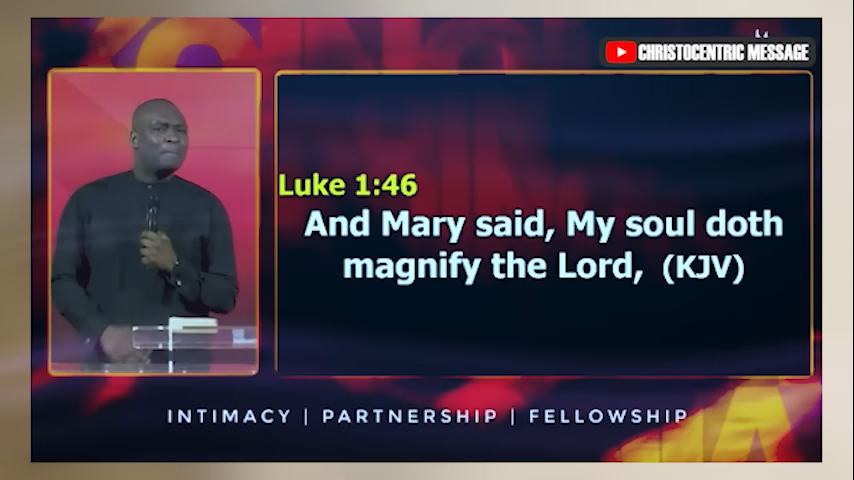 CHRISTOCENTRIC MESSAGE
Luke 1:46
And Mary said, My soul doth
magnify the Lord, (KJV)
INTIMACY | PARTNERSHIP | FELLOWSHIP